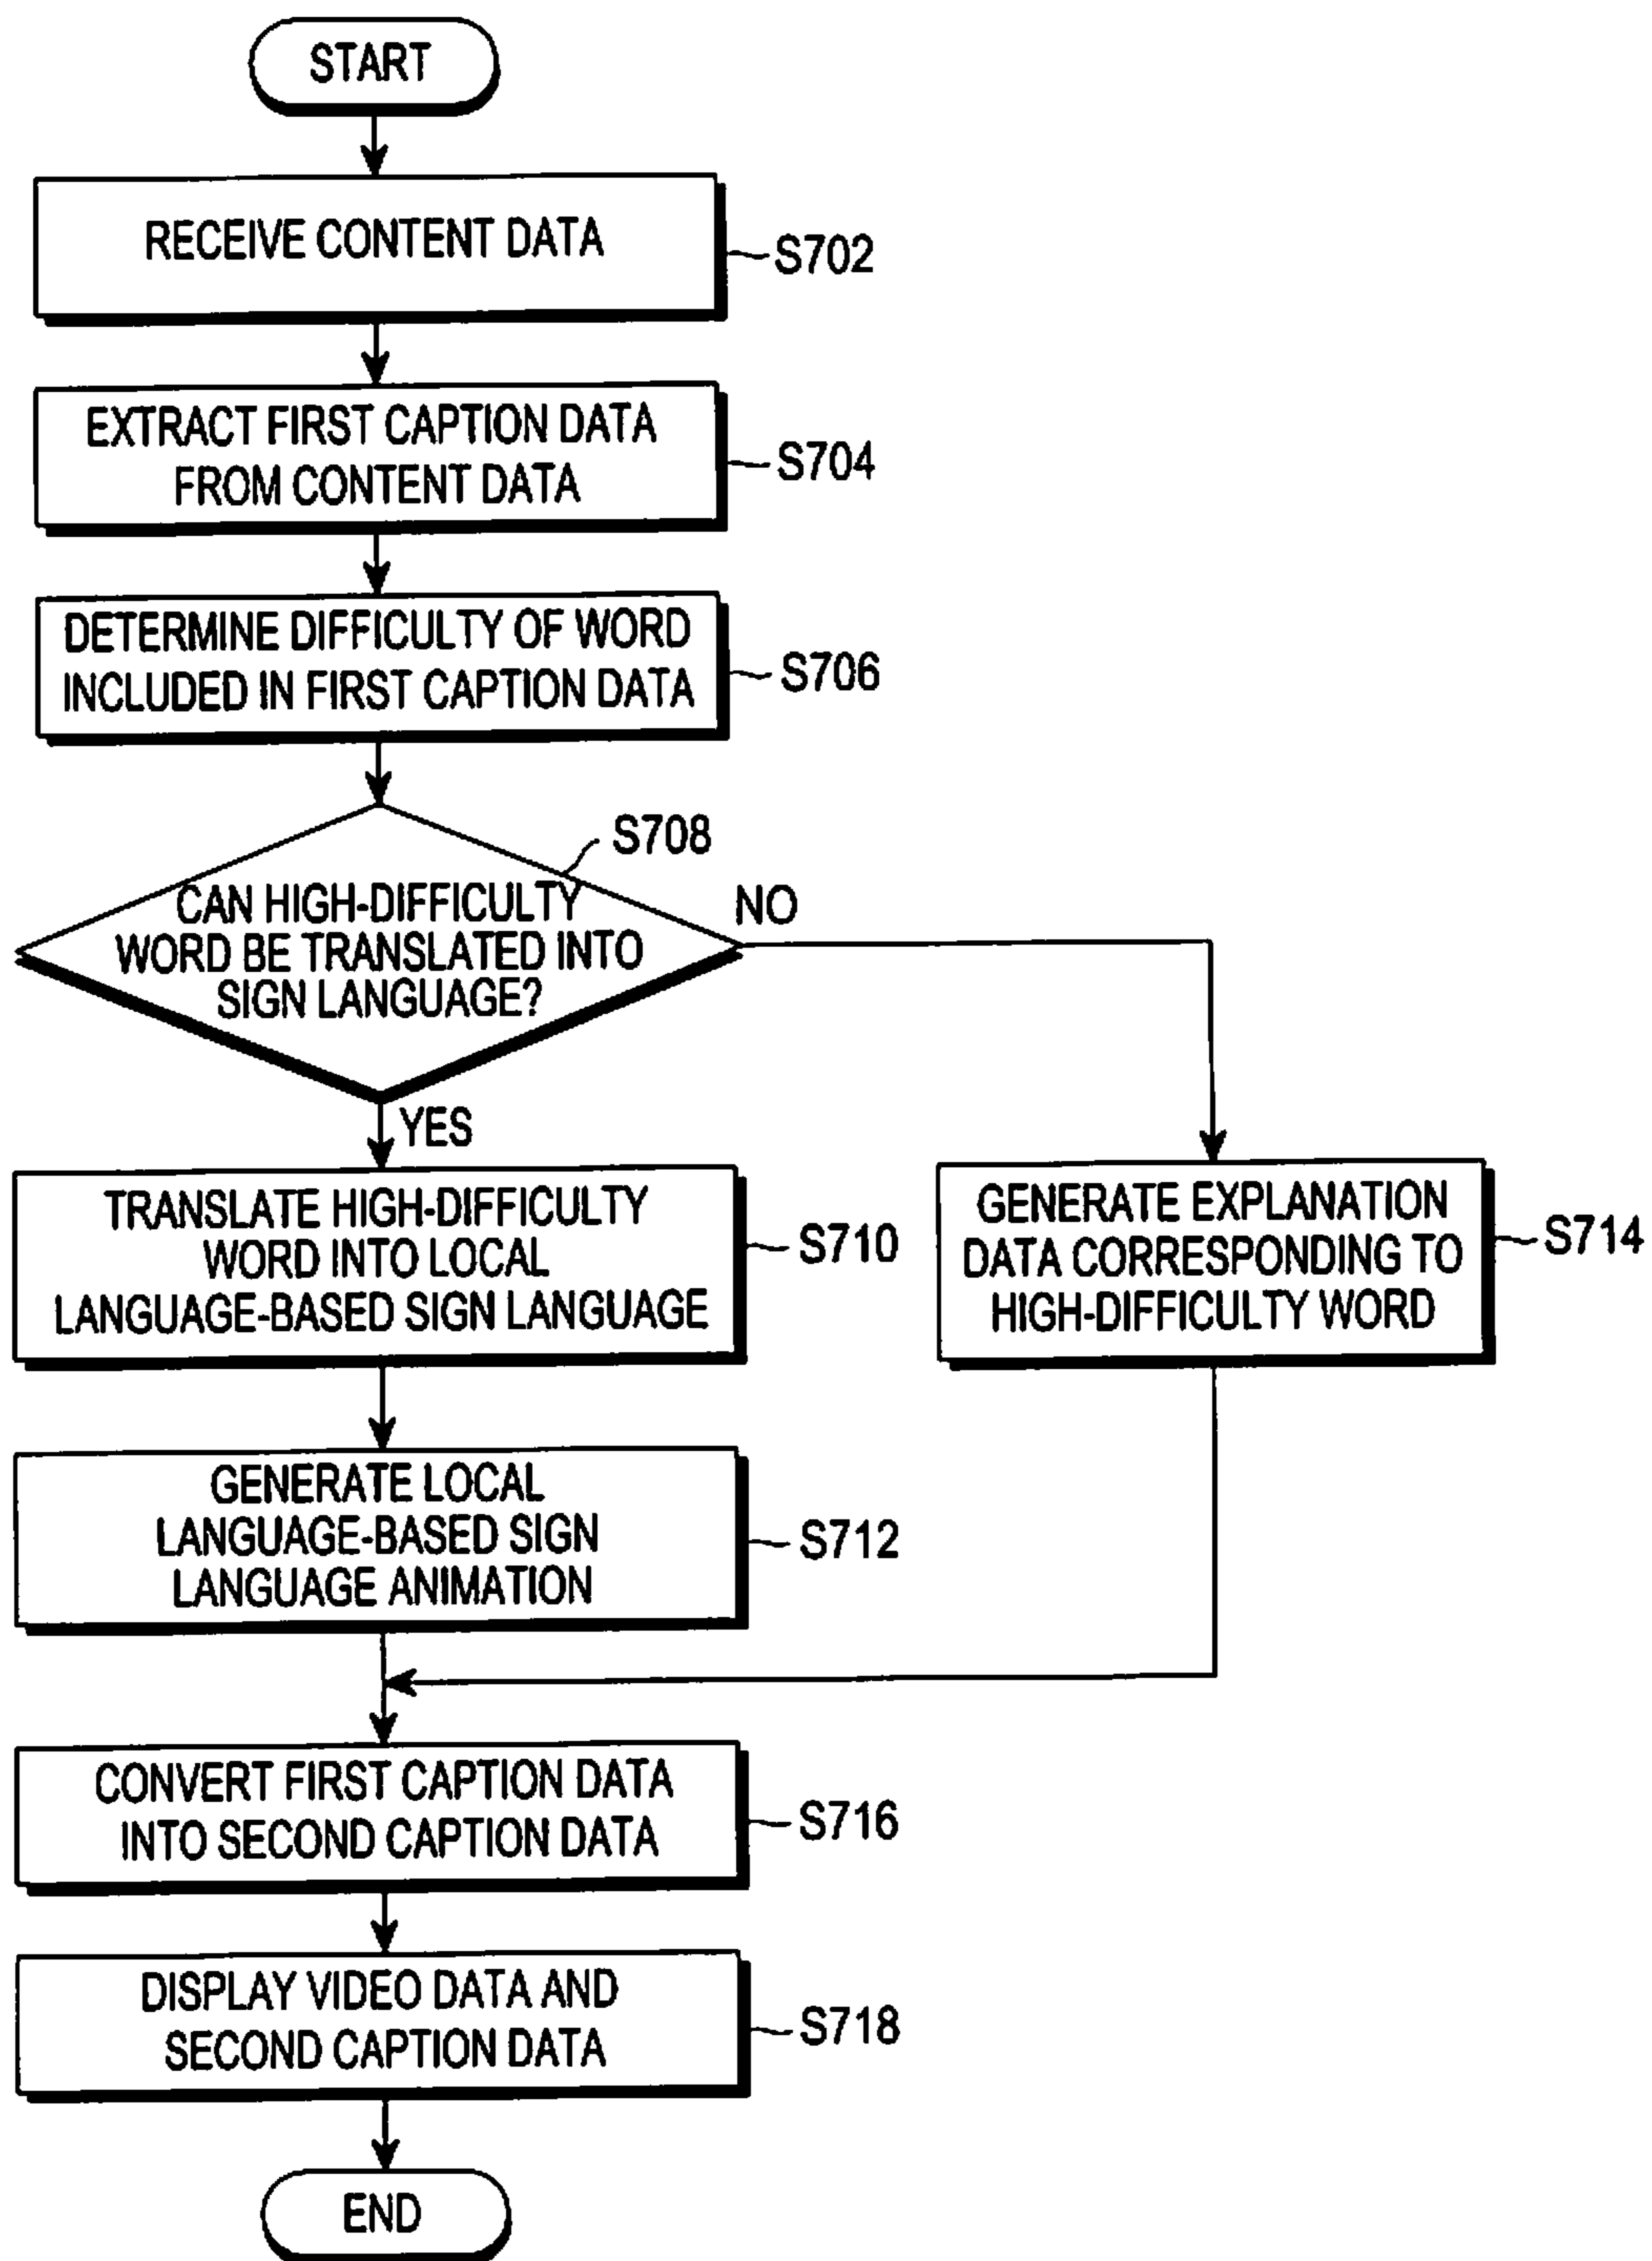 START
RECEIVE CONTENT DATA
S702
EXTRACT FIRST CAPTION DATA
FROM CONTENT DATA
S704
DETERMINE DIFFICULTY OF WORD
INCLUDED IN FIRST CAPTION DATA
S706
S708
CAN HIGH-DIFFICULTY
WORD BE TRANSLATED INTO
SIGN LANGUAGE?
NO
YES
TRANSLATE HIGH-DIFFICULTY
WORD INTO LOCAL
LANGUAGE-BASED SIGN LANGUAGE
S710
GENERATE EXPLANATION
DATA CORRESPONDING TO
HIGH-DIFFICULTY WORD
S714
GENERATE LOCAL
LANGUAGE-BASED SIGN
LANGUAGE ANIMATION
S712
CONVERT FIRST CAPTION DATA
INTO SECOND CAPTION DATA
S716
DISPLAY VIDEO DATA AND
SECOND CAPTION DATA
S718
END